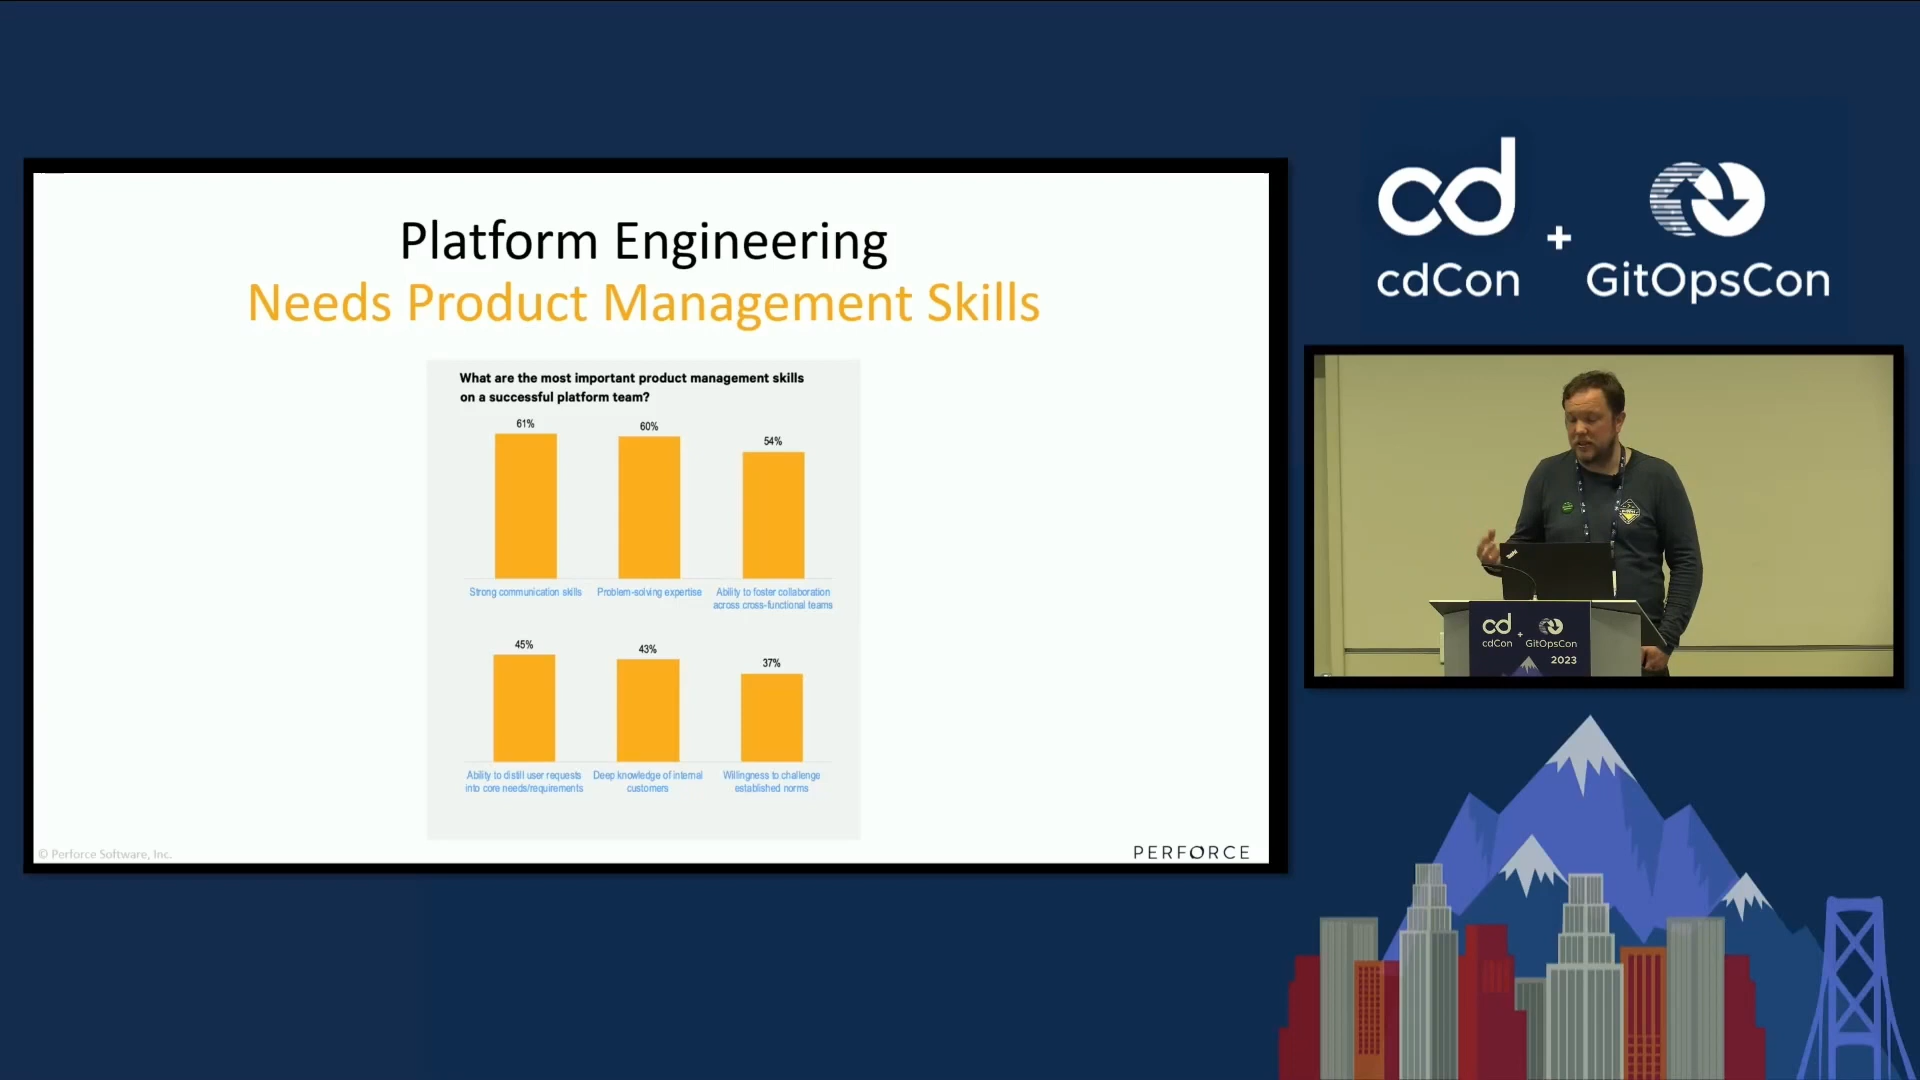 Platform Engineering
Needs Product Management Skills
What are the most important product management skills
on a successful platform team?
61%
60%
54%
Strong communication skills
Problem-solving expertise
Ability to foster collaboration
across cross-functional teams
45%
43%
37%
Ability to distill user requests
into core needs/requirements
Deep knowledge of internal
customers
Willingness to challenge
established norms
© Perforce Software, Inc.
PERFORCE
cd
+
cdCon
GitOpsCon
cd
+
cdCon
GitOpsCon
2023